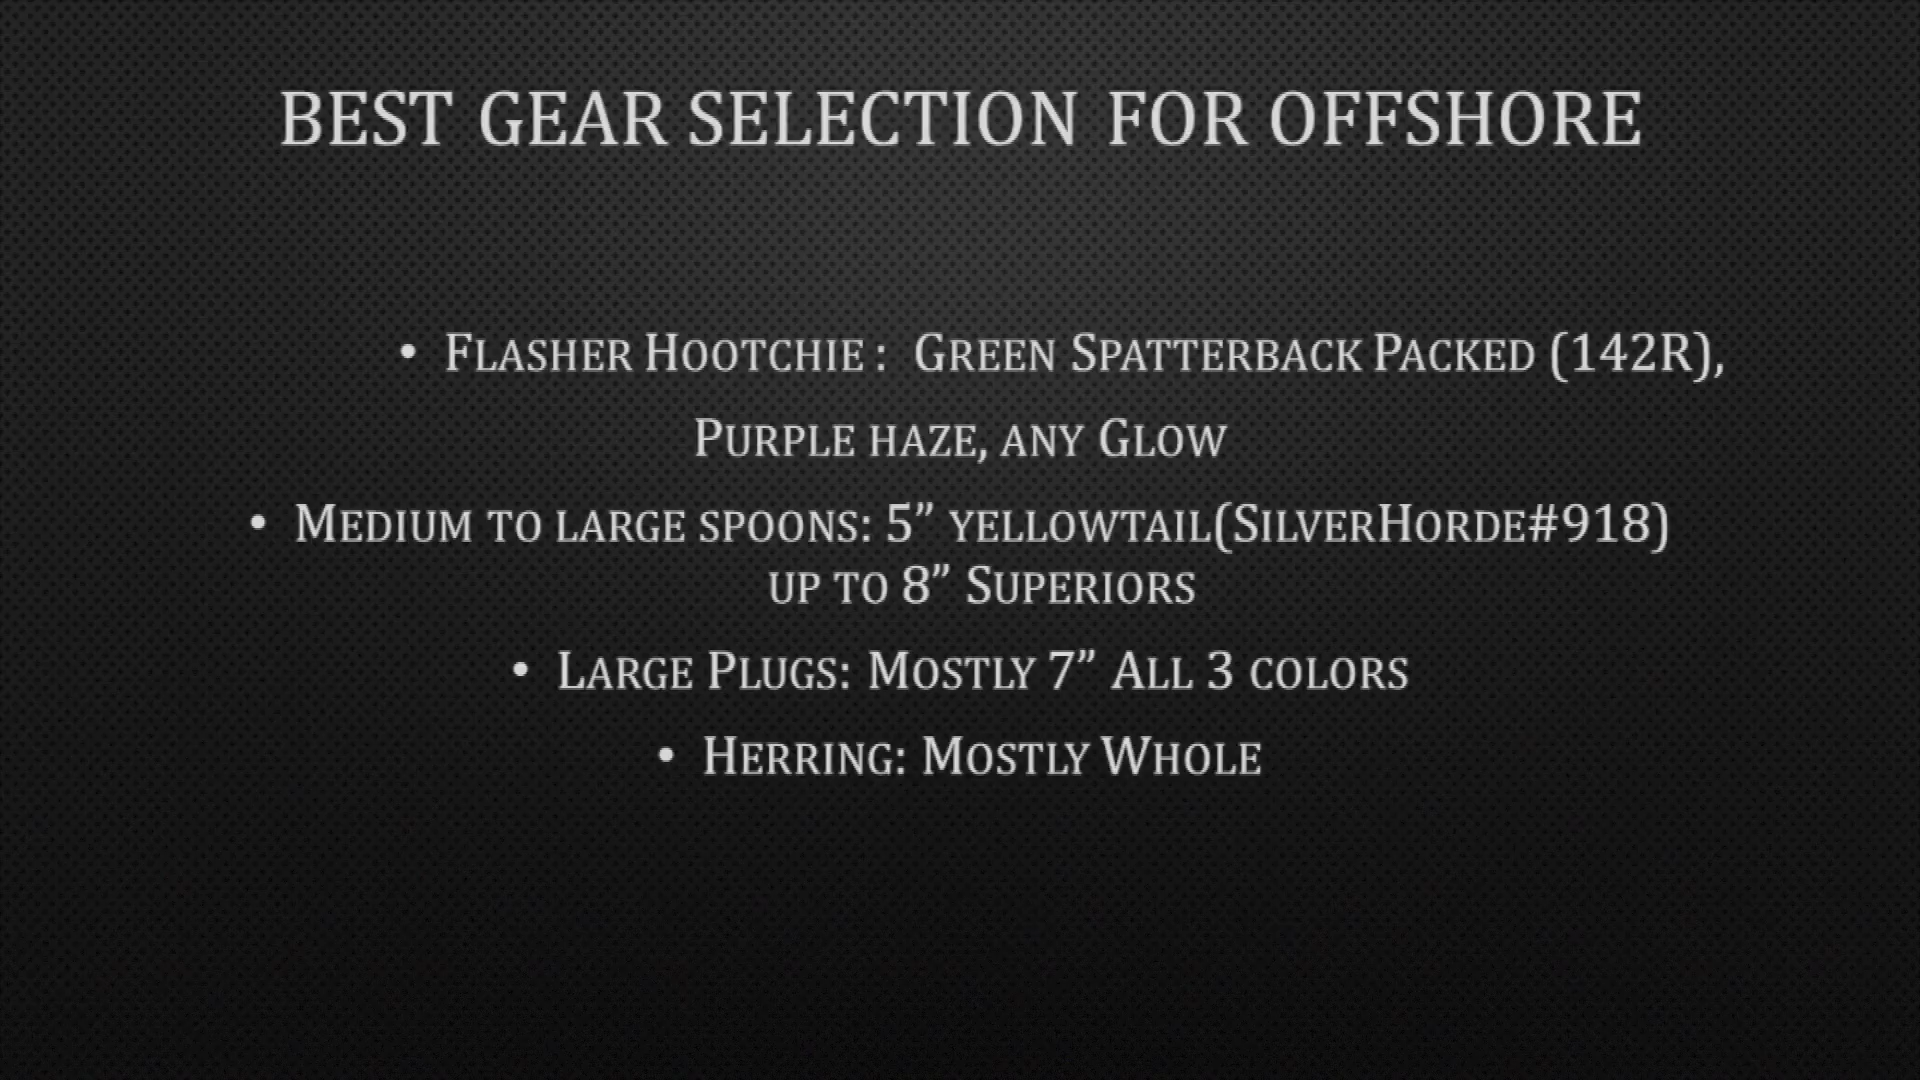 BEST GEAR SELECTION FOR OFFSHORE
• FLASHER HOOTCHIE : GREEN SPATTERBACK PACKED (142R),
PURPLE HAZE, ANY GLOW
• MEDIUM TO LARGE SPOONS: 5” YELLOWTAIL(SILVERHORDE#918)
UP TO 8” SUPERIORS
• LARGE PLUGS: MOSTLY 7” ALL 3 COLORS
• HERRING: MOSTLY WHOLE